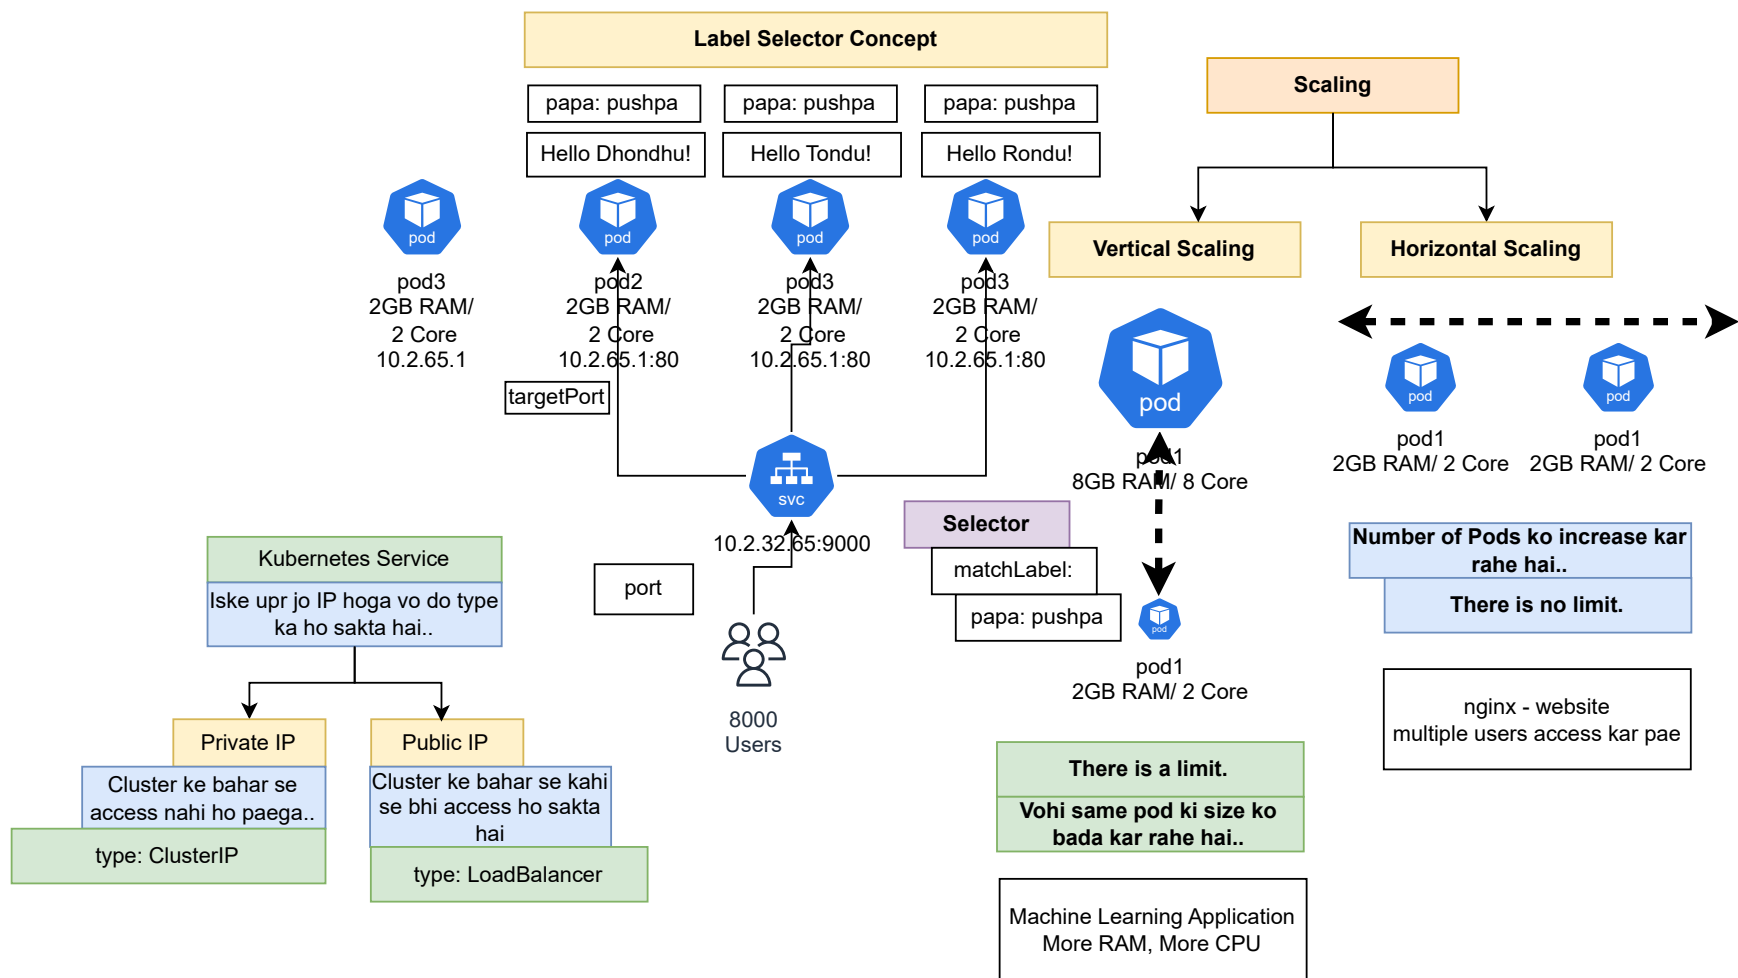 Label Selector Concept
papa: pushpa
papa: pushpa
papa: pushpa
Hello Dhondhu!
Hello Tondu!
Hello Rondu!
pod
pod
pod
pod
pod3
2GB RAM/
2 Core
10.2.65.1
pod2
2GB RAM/
2 Core
10.2.65.1:80
pod3
2GB RAM/
2 Core
10.2.65.1:80
pod3
2GB RAM/
2 Core
10.2.65.1:80
targetPort
svc
10.2.32.65:9000
port
8000
Users
Selector
matchLabel:
papa: pushpa
Kubernetes Service
Iske upr jo IP hoga vo do type
ka ho sakta hai..
Private IP
Cluster ke bahar se
access nahi ho paega..
type: ClusterIP
Public IP
Cluster ke bahar se kahi
se bhi access ho sakta
hai
type: LoadBalancer
Scaling
Vertical Scaling
pod
pod1
8GB RAM/ 8 Core
pod
pod1
2GB RAM/ 2 Core
There is a limit.
Vohi same pod ki size ko
bada kar rahe hai..
Machine Learning Application
More RAM, More CPU
Horizontal Scaling
pod
pod
pod1
2GB RAM/ 2 Core
pod1
2GB RAM/ 2 Core
Number of Pods ko increase kar
rahe hai..
There is no limit.
nginx - website
multiple users access kar pae